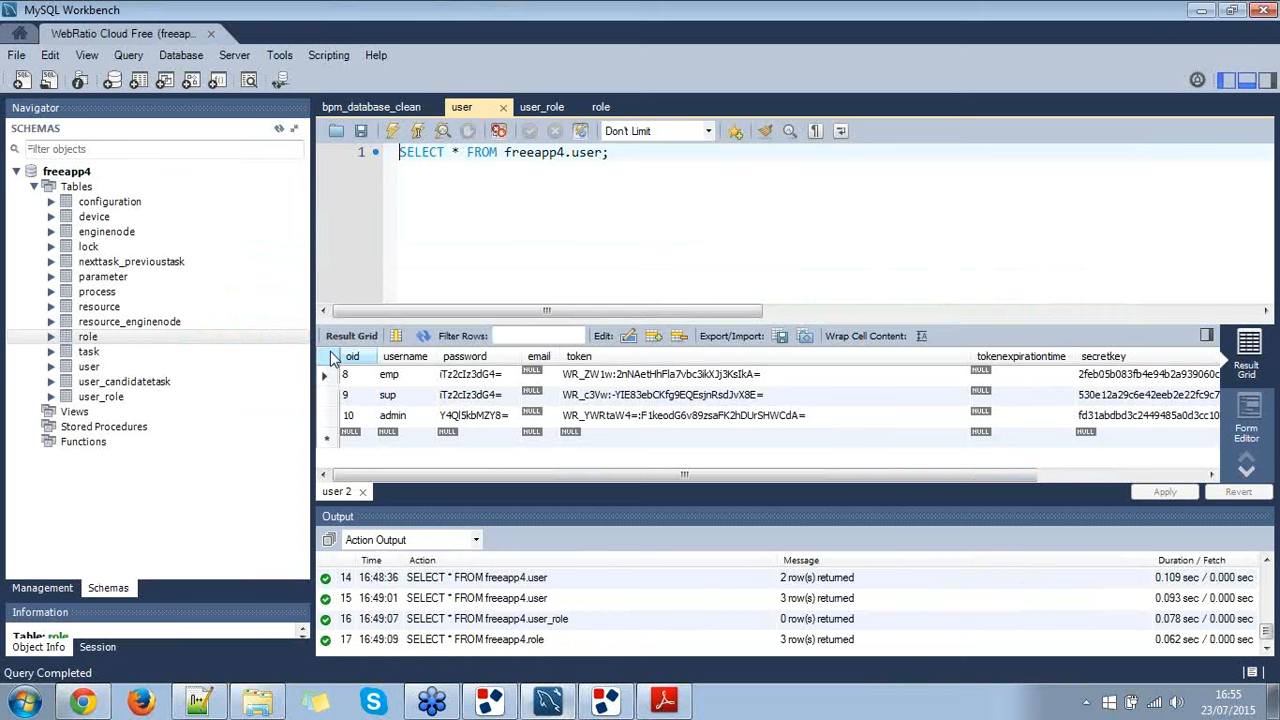 MySQL Workbench
WebRatio Cloud Free (freeap...
File Edit View Query Database Server Tools Scripting Help
Navigator
SCHEMAS
Filter objects
freeapp4
Tables
configuration
device
enginenode
lock
nexttask_previoustask
parameter
process
resource
resource_enginenode
role
task
user
user_candidatetask
user_role
Views
Stored Procedures
Functions
Management Schemas
Information
Table: role
Object Info Session
bpm_database_clean user user_role role
Don't Limit
1 SELECT * FROM freeapp4.user;
Result Grid Filter Rows: Edit: Export/Import: Wrap Cell Content:
oid username password email token tokenexpirationtime secretkey
8 emp iTz2cIz3dG4= NULL WR_ZW1w:2nNAetHhFla7vbc3ikXJj3KsIkA= NULL 2feb05b083fb4e94b2a939060c
9 sup iTz2cIz3dG4= NULL WR_c3Vw:-YIE83ebCKfg9EQEsjnRsdJvX8E= NULL 530e12a29c6e42eeb2e22fc9c7
10 admin Y4QI5kbMZY8= NULL WR_YWRtaW4=:F1keodG6v89zsaFK2hDUrSHWCdA= NULL fd31abdbd3c2449485a0d3cc10
NULL NULL NULL NULL NULL NULL NULL
Result Grid
Form Editor
user 2
Apply Revert
Output
Action Output
Time Action Message Duration / Fetch
14 16:48:36 SELECT * FROM freeapp4.user 2 row(s) returned 0.109 sec / 0.000 sec
15 16:49:01 SELECT * FROM freeapp4.user 3 row(s) returned 0.093 sec / 0.000 sec
16 16:49:07 SELECT * FROM freeapp4.user_role 0 row(s) returned 0.078 sec / 0.000 sec
17 16:49:09 SELECT * FROM freeapp4.role 3 row(s) returned 0.062 sec / 0.000 sec
Query Completed
16:55
23/07/2015